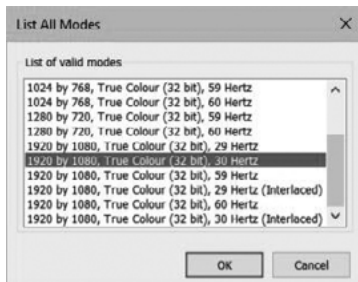 List All Modes
List of valid modes
1024 by 768, True Colour (32 bit), 59 Hertz
1024 by 768, True Colour (32 bit), 60 Hertz
1280 by 720, True Colour (32 bit), 59 Hertz
1280 by 720, True Colour (32 bit), 60 Hertz
1920 by 1080, True Colour (32 bit), 29 Hertz
1920 by 1080, True Colour (32 bit), 30 Hertz
1920 by 1080, True Colour (32 bit), 59 Hertz
1920 by 1080, True Colour (32 bit), 29 Hertz (Interlaced)
1920 by 1080, True Colour (32 bit), 60 Hertz
1920 by 1080, True Colour (32 bit), 30 Hertz (Interlaced)
OK
Cancel